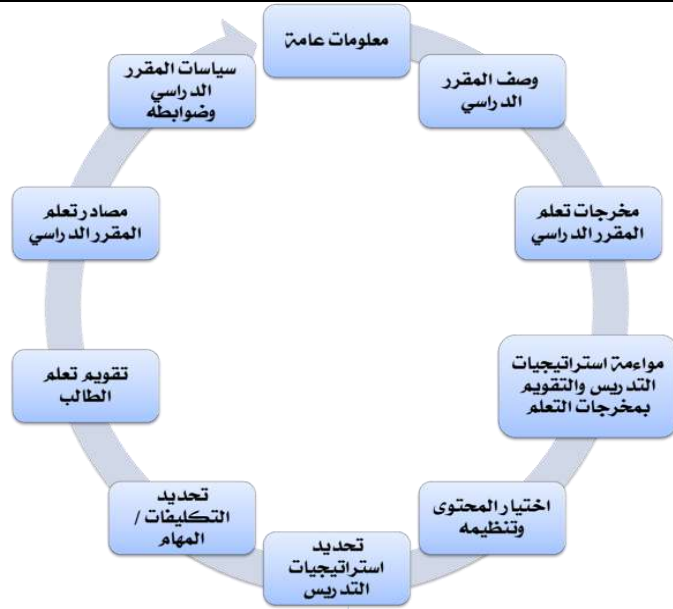 معلومات عامة
وصف المقرر
الدراسي
مخرجات تعلم
المقرر الدراسي
مواءمة استراتيجيات
التدريس والتقويم
بمخرجات التعلم
اختيار المحتوى
وتنظيمه
تحديد
استراتيجيات
التدريس
تحديد
التكليفات /
المهام
تقويم تعلم
الطالب
مصادر تعلم
المقرر الدراسي
سياسات المقرر
الدراسي
وضوابطه